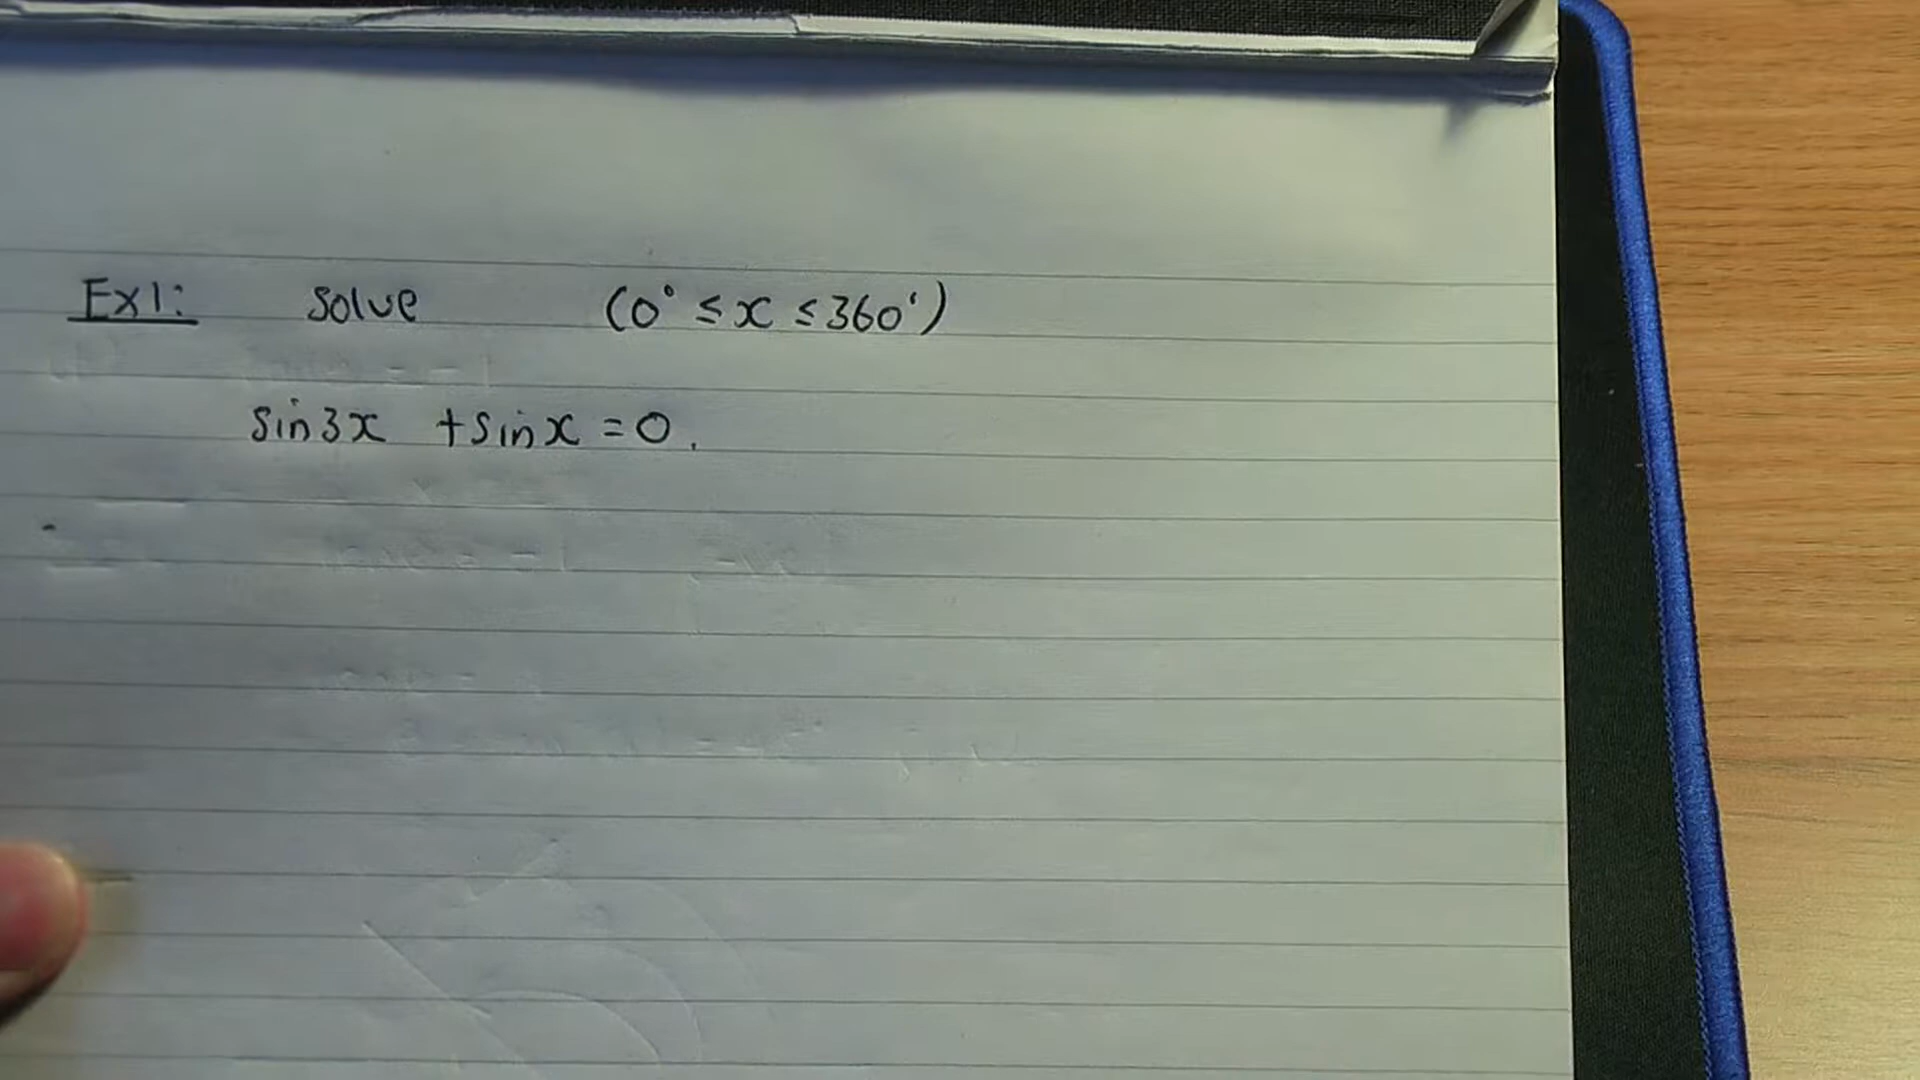 Ex1: Solve (0° ≤ x ≤ 360°)
sin3x + sinx = 0.